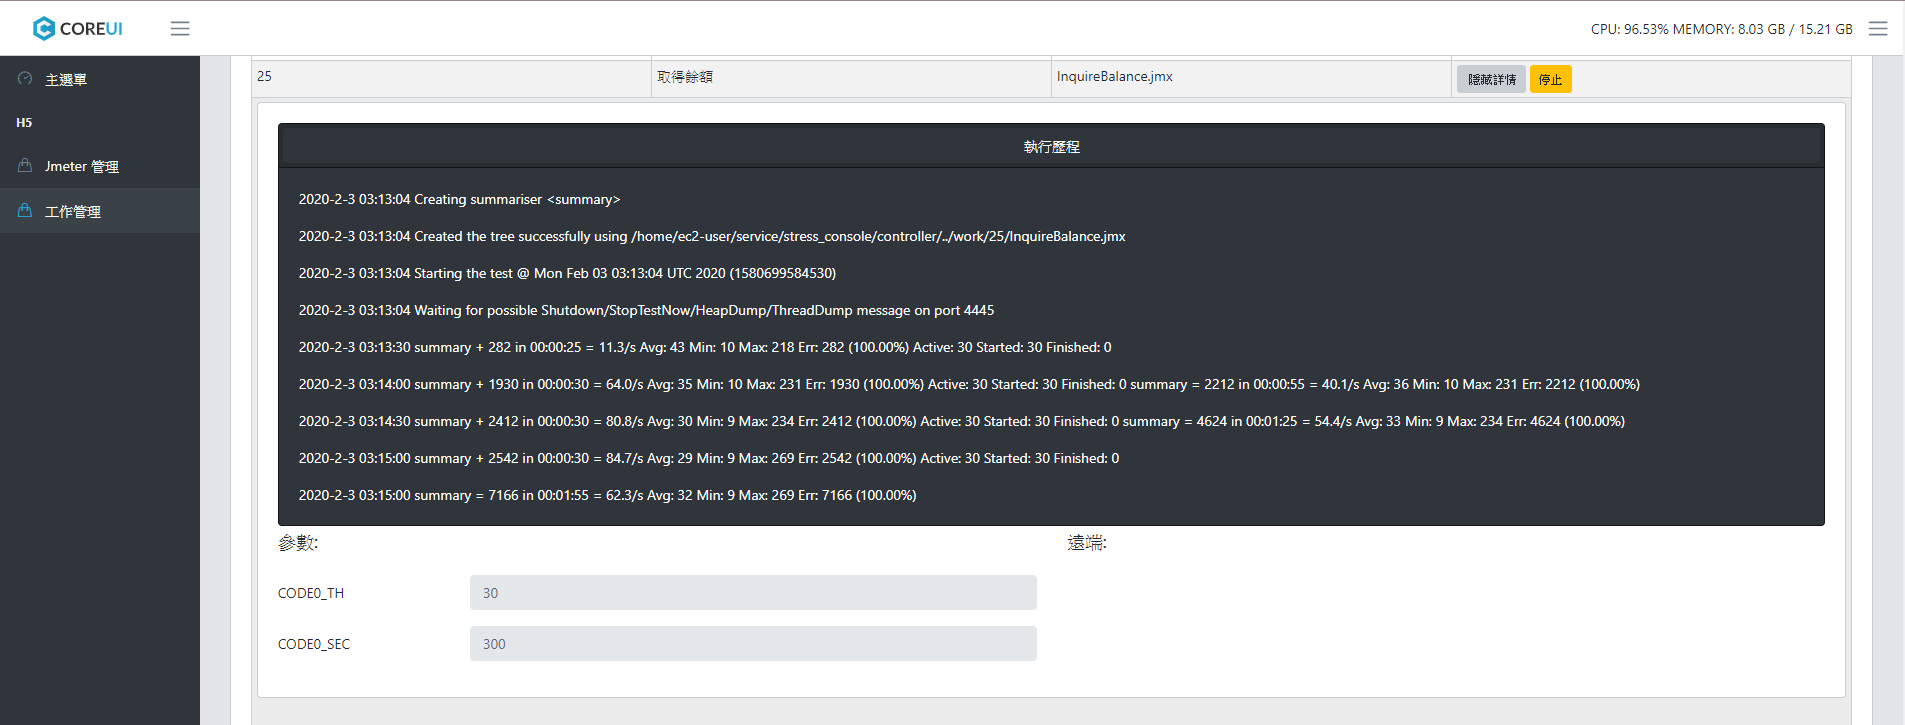 COREUI
CPU: 96.53% MEMORY: 8.03 GB / 15.21 GB
主選單
H5
Jmeter 管理
工作管理
25 取得餘額 InquireBalance.jmx 隱藏詳情 停止
執行歷程
2020-2-3 03:13:04 Creating summariser <summary>
2020-2-3 03:13:04 Created the tree successfully using /home/ec2-user/service/stress_console/controller/../work/25/InquireBalance.jmx
2020-2-3 03:13:04 Starting the test @ Mon Feb 03 03:13:04 UTC 2020 (1580699584530)
2020-2-3 03:13:04 Waiting for possible Shutdown/StopTestNow/HeapDump/ThreadDump message on port 4445
2020-2-3 03:13:30 summary + 282 in 00:00:25 = 11.3/s Avg: 43 Min: 10 Max: 218 Err: 282 (100.00%) Active: 30 Started: 30 Finished: 0
2020-2-3 03:14:00 summary + 1930 in 00:00:30 = 64.0/s Avg: 35 Min: 10 Max: 231 Err: 1930 (100.00%) Active: 30 Started: 30 Finished: 0 summary = 2212 in 00:00:55 = 40.1/s Avg: 36 Min: 10 Max: 231 Err: 2212 (100.00%)
2020-2-3 03:14:30 summary + 2412 in 00:00:30 = 80.8/s Avg: 30 Min: 9 Max: 234 Err: 2412 (100.00%) Active: 30 Started: 30 Finished: 0 summary = 4624 in 00:01:25 = 54.4/s Avg: 33 Min: 9 Max: 234 Err: 4624 (100.00%)
2020-2-3 03:15:00 summary + 2542 in 00:00:30 = 84.7/s Avg: 29 Min: 9 Max: 269 Err: 2542 (100.00%) Active: 30 Started: 30 Finished: 0
2020-2-3 03:15:00 summary = 7166 in 00:01:55 = 62.3/s Avg: 32 Min: 9 Max: 269 Err: 7166 (100.00%)
參數: 遠端:
CODE0_TH 30
CODE0_SEC 300